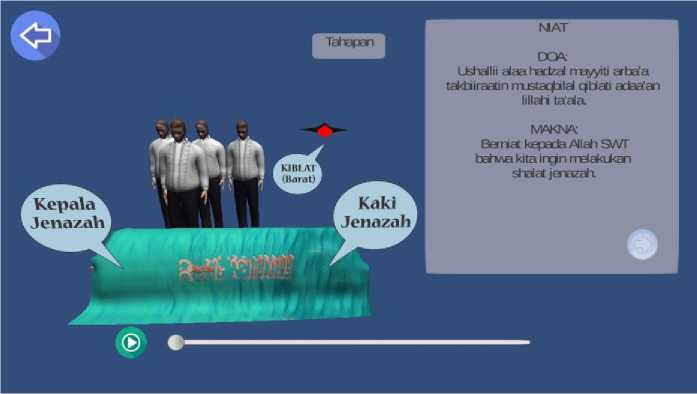 Tahapan
NIAT
DOA:
Ushallii alaa hadzal mayyiti arba'a
takbiiraatin mustaqbilal qiblati adaa'an
lillahi ta'ala.
MAKNA:
Berniat kepada Allah SWT
bahwa kita ingin melakukan
shalat jenazah.
KIBLAT
(Barat)
Kepala
Jenazah
Kaki
Jenazah